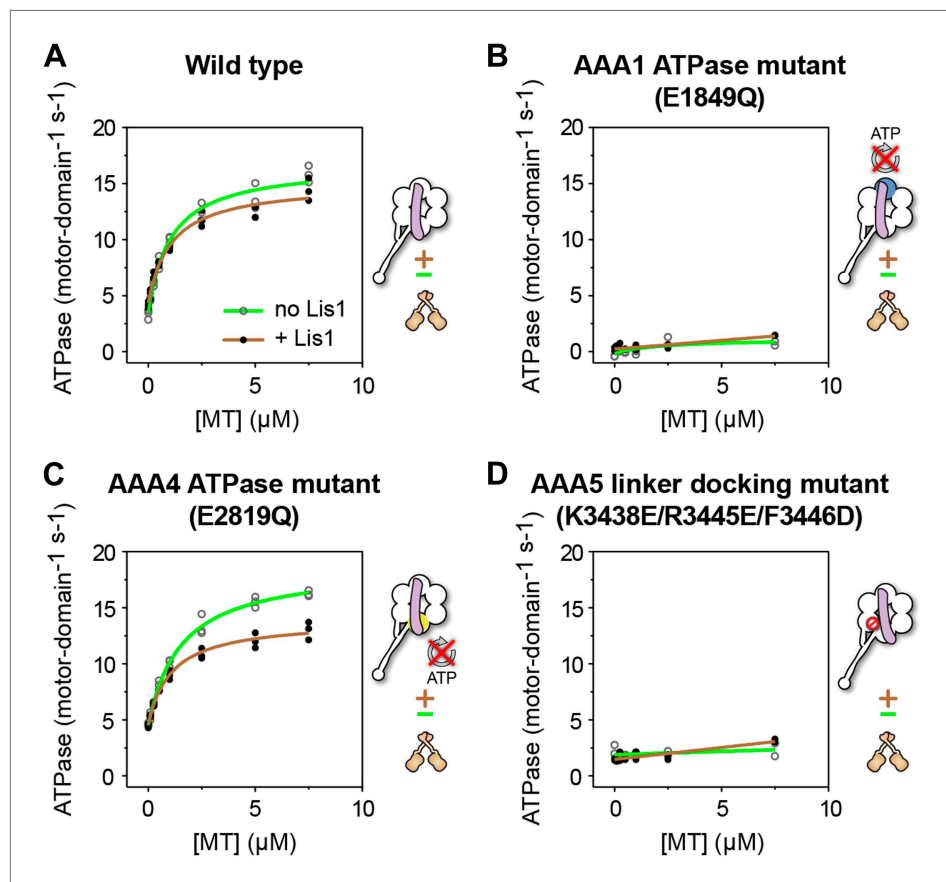 A
Wild type
ATPase (motor-domain-1 s-1)
20
15
10
5
0
no Lis1
+ Lis1
0
5
10
[MT] (µM)
B
AAA1 ATPase mutant
(E1849Q)
ATPase (motor-domain-1 s-1)
20
15
10
5
0
0
5
10
[MT] (µM)
ATP
C
AAA4 ATPase mutant
(E2819Q)
ATPase (motor-domain-1 s-1)
20
15
10
5
0
0
5
10
[MT] (µM)
ATP
D
AAA5 linker docking mutant
(K3438E/R3445E/F3446D)
ATPase (motor-domain-1 s-1)
20
15
10
5
0
0
5
10
[MT] (µM)